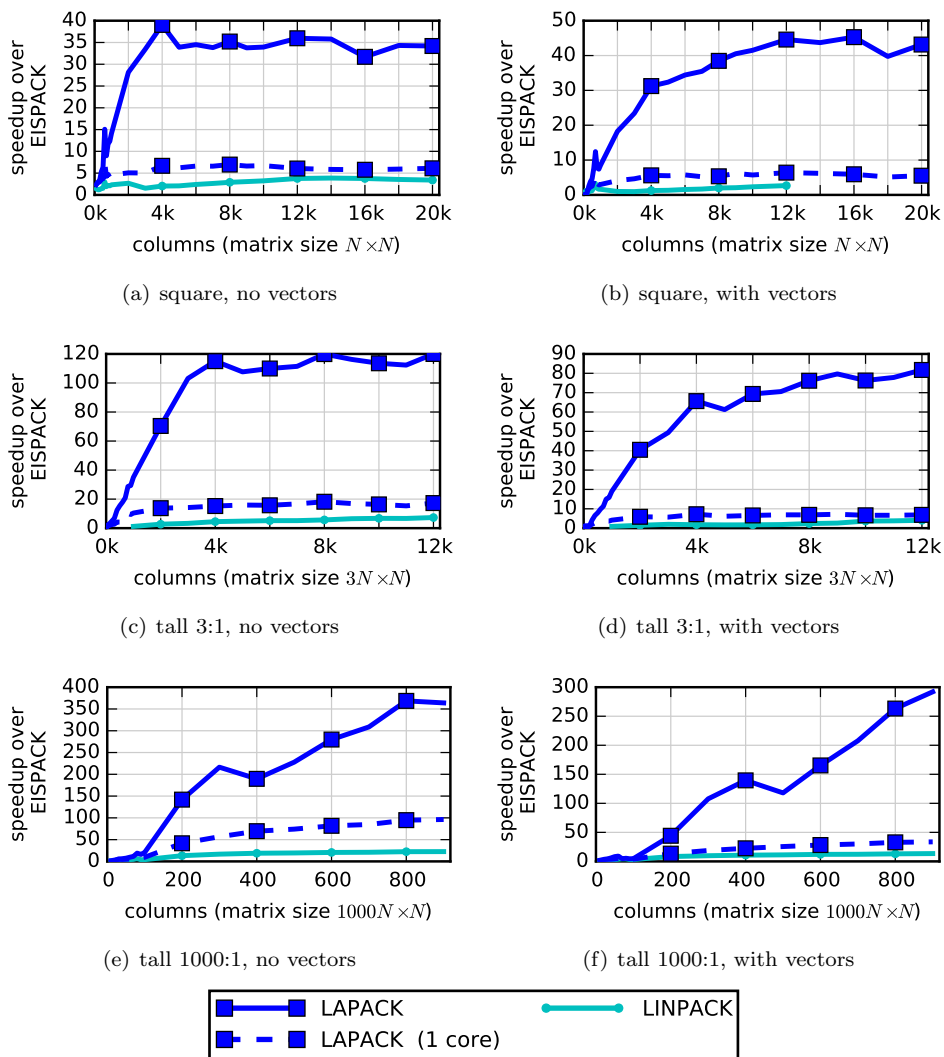 speedup over
EISPACK
40
35
30
25
20
15
10
5
0
0k 4k 8k 12k 16k 20k
columns (matrix size N×N)
(a) square, no vectors
speedup over
EISPACK
50
40
30
20
10
0
0k 4k 8k 12k 16k 20k
columns (matrix size N×N)
(b) square, with vectors
speedup over
EISPACK
120
100
80
60
40
20
0
0k 4k 8k 12k
columns (matrix size 3N×N)
(c) tall 3:1, no vectors
speedup over
EISPACK
90
80
70
60
50
40
30
20
10
0
0k 4k 8k 12k
columns (matrix size 3N×N)
(d) tall 3:1, with vectors
speedup over
EISPACK
400
350
300
250
200
150
100
50
0
0 200 400 600 800
columns (matrix size 1000N×N)
(e) tall 1000:1, no vectors
speedup over
EISPACK
300
250
200
150
100
50
0
0 200 400 600 800
columns (matrix size 1000N×N)
(f) tall 1000:1, with vectors
LAPACK
LINPACK
LAPACK (1 core)